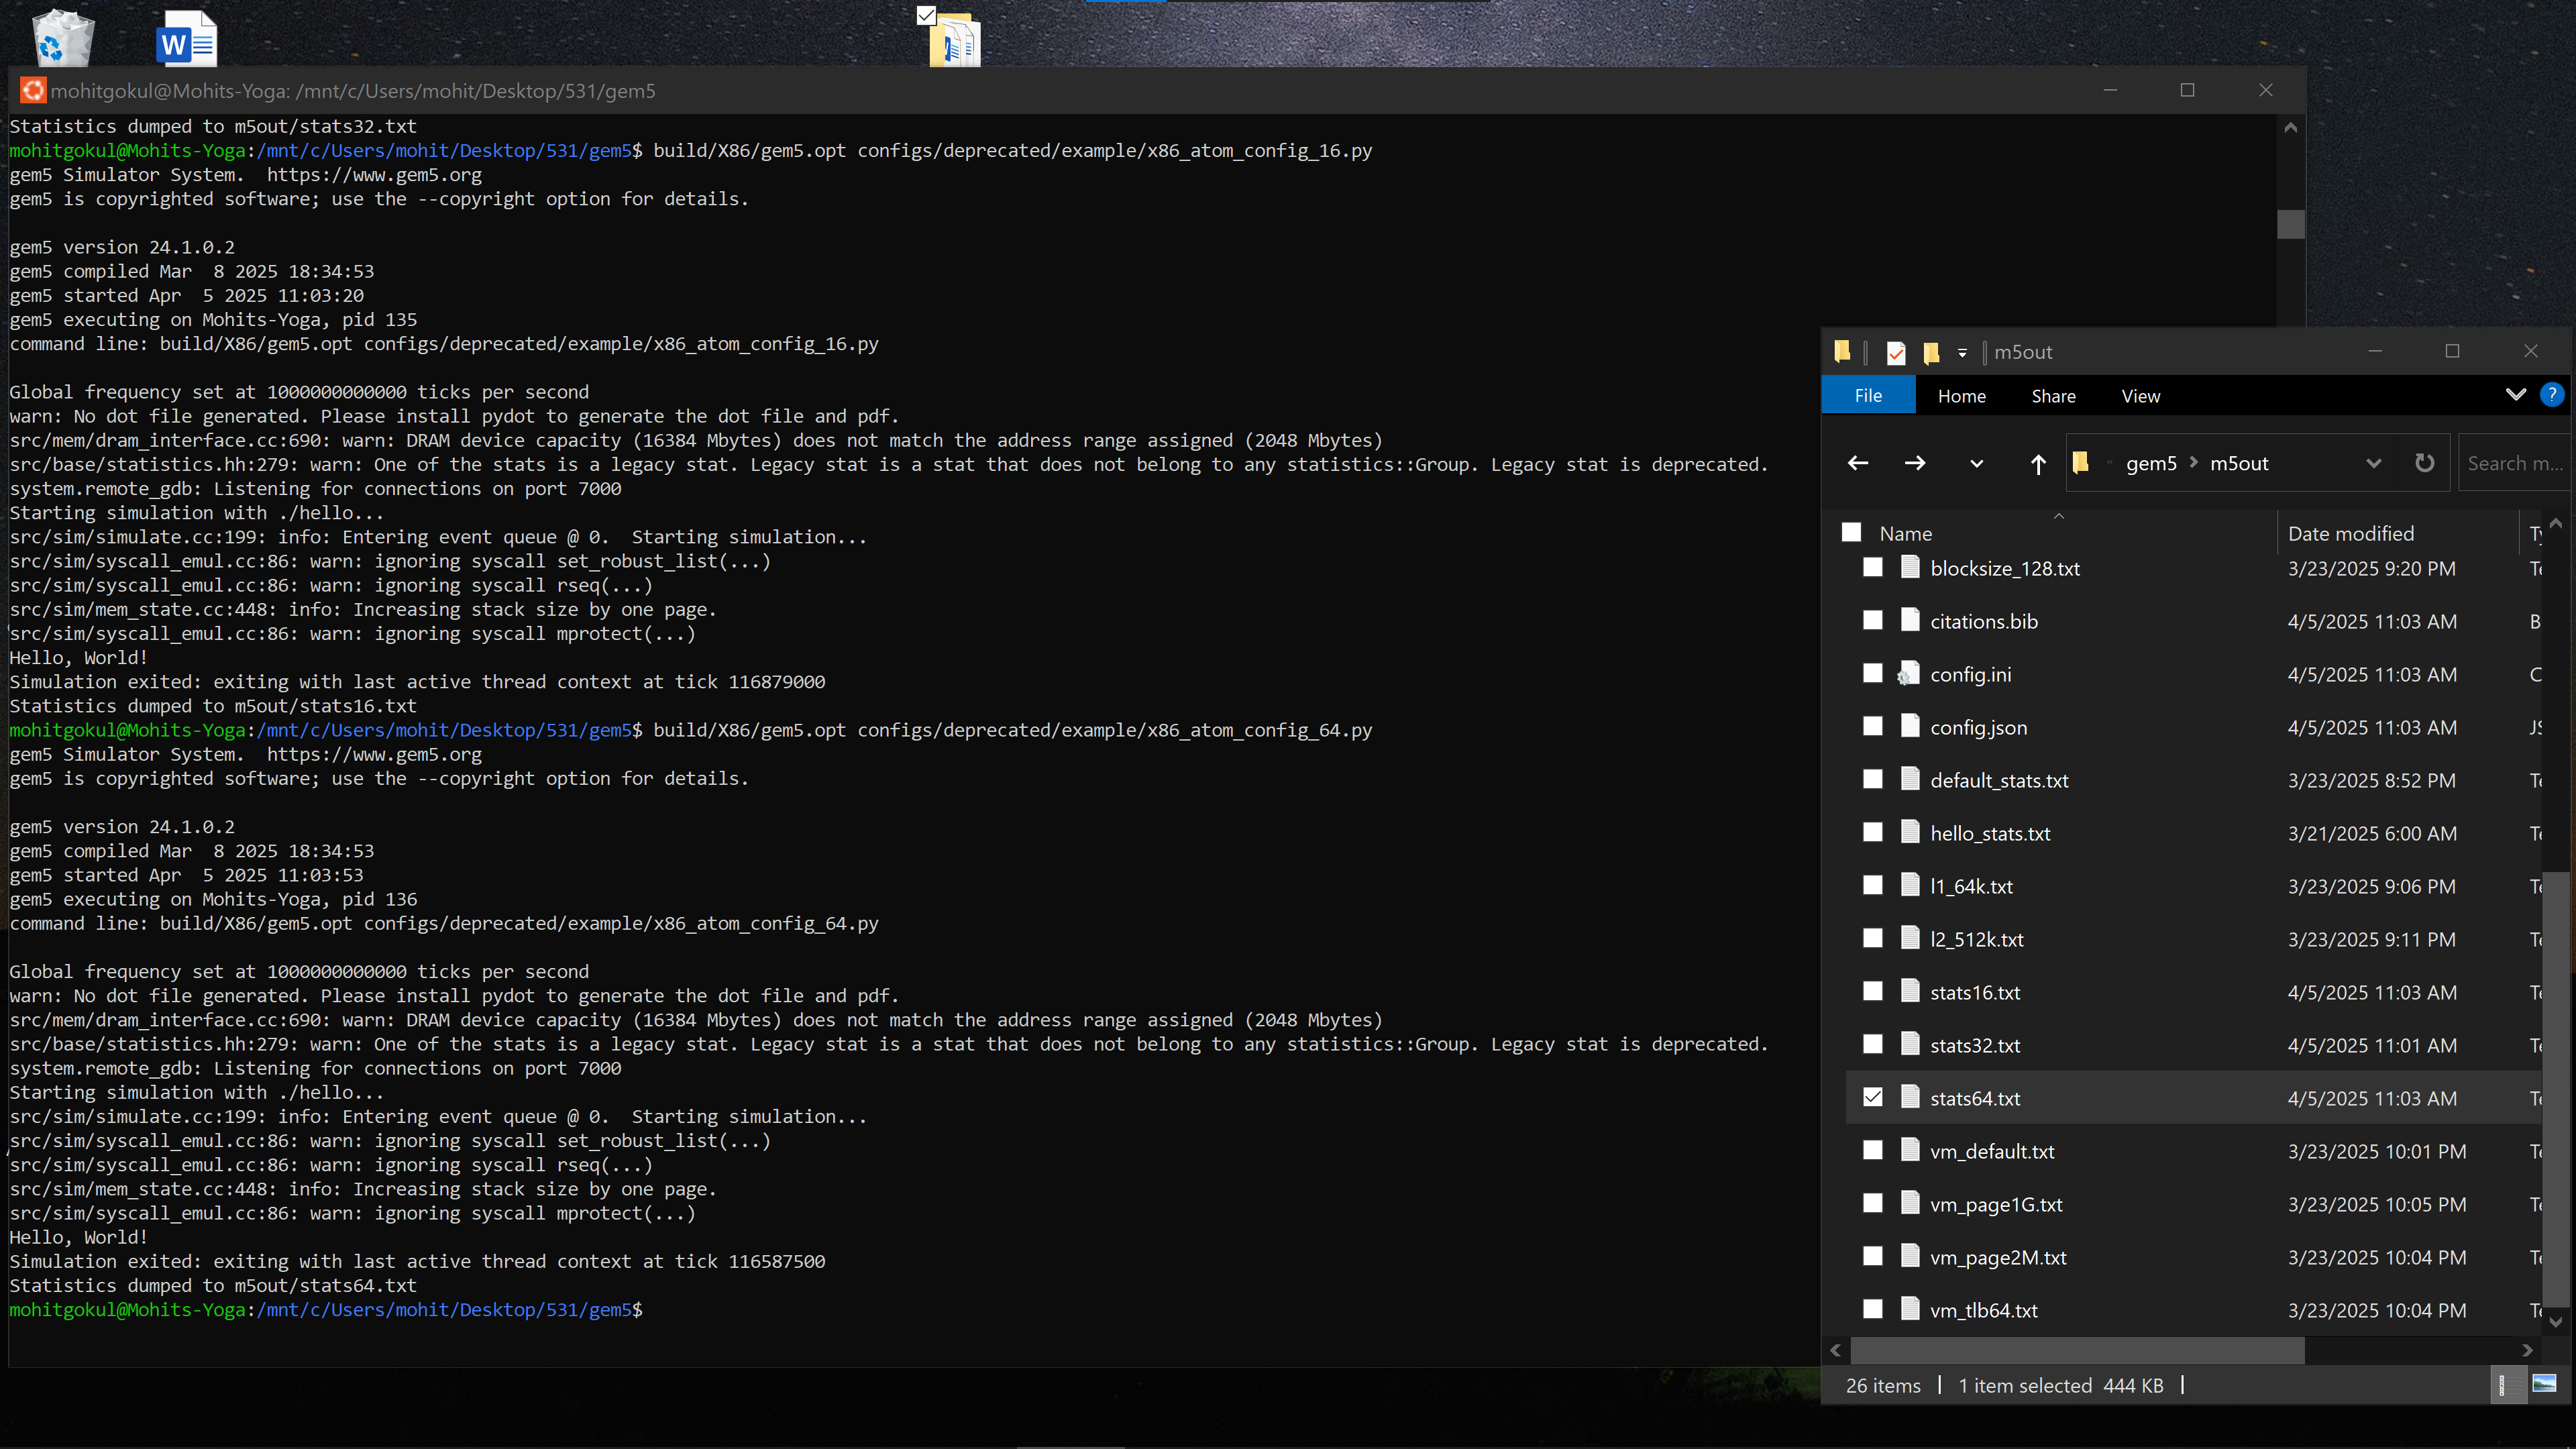 W
mohitgokul@Mohits-Yoga: /mnt/c/Users/mohit/Desktop/531/gem5
Statistics dumped to m5out/stats32.txt
mohitgokul@Mohits-Yoga:/mnt/c/Users/mohit/Desktop/531/gem5$ build/X86/gem5.opt configs/deprecated/example/x86_atom_config_16.py
gem5 Simulator System.  https://www.gem5.org
gem5 is copyrighted software; use the --copyright option for details.
gem5 version 24.1.0.2
gem5 compiled Mar  8 2025 18:34:53
gem5 started Apr  5 2025 11:03:20
gem5 executing on Mohits-Yoga, pid 135
command line: build/X86/gem5.opt configs/deprecated/example/x86_atom_config_16.py
Global frequency set at 1000000000000 ticks per second
warn: No dot file generated. Please install pydot to generate the dot file and pdf.
src/mem/dram_interface.cc:690: warn: DRAM device capacity (16384 Mbytes) does not match the address range assigned (2048 Mbytes)
src/base/statistics.hh:279: warn: One of the stats is a legacy stat. Legacy stat is a stat that does not belong to any statistics::Group. Legacy stat is deprecated.
system.remote_gdb: Listening for connections on port 7000
Starting simulation with ./hello...
src/sim/simulate.cc:199: info: Entering event queue @ 0.  Starting simulation...
src/sim/syscall_emul.cc:86: warn: ignoring syscall set_robust_list(...)
src/sim/syscall_emul.cc:86: warn: ignoring syscall rseq(...)
src/sim/mem_state.cc:448: info: Increasing stack size by one page.
src/sim/syscall_emul.cc:86: warn: ignoring syscall mprotect(...)
Hello, World!
Simulation exited: exiting with last active thread context at tick 116879000
Statistics dumped to m5out/stats16.txt
mohitgokul@Mohits-Yoga:/mnt/c/Users/mohit/Desktop/531/gem5$ build/X86/gem5.opt configs/deprecated/example/x86_atom_config_64.py
gem5 Simulator System.  https://www.gem5.org
gem5 is copyrighted software; use the --copyright option for details.
gem5 version 24.1.0.2
gem5 compiled Mar  8 2025 18:34:53
gem5 started Apr  5 2025 11:03:53
gem5 executing on Mohits-Yoga, pid 136
command line: build/X86/gem5.opt configs/deprecated/example/x86_atom_config_64.py
Global frequency set at 1000000000000 ticks per second
warn: No dot file generated. Please install pydot to generate the dot file and pdf.
src/mem/dram_interface.cc:690: warn: DRAM device capacity (16384 Mbytes) does not match the address range assigned (2048 Mbytes)
src/base/statistics.hh:279: warn: One of the stats is a legacy stat. Legacy stat is a stat that does not belong to any statistics::Group. Legacy stat is deprecated.
system.remote_gdb: Listening for connections on port 7000
Starting simulation with ./hello...
src/sim/simulate.cc:199: info: Entering event queue @ 0.  Starting simulation...
src/sim/syscall_emul.cc:86: warn: ignoring syscall set_robust_list(...)
src/sim/syscall_emul.cc:86: warn: ignoring syscall rseq(...)
src/sim/mem_state.cc:448: info: Increasing stack size by one page.
src/sim/syscall_emul.cc:86: warn: ignoring syscall mprotect(...)
Hello, World!
Simulation exited: exiting with last active thread context at tick 116587500
Statistics dumped to m5out/stats64.txt
mohitgokul@Mohits-Yoga:/mnt/c/Users/mohit/Desktop/531/gem5$
m5out
File Home Share View
gem5 m5out Search m...
Name Date modified
blocksize_128.txt 3/23/2025 9:20 PM
citations.bib 4/5/2025 11:03 AM
config.ini 4/5/2025 11:03 AM
config.json 4/5/2025 11:03 AM
default_stats.txt 3/23/2025 8:52 PM
hello_stats.txt 3/21/2025 6:00 AM
l1_64k.txt 3/23/2025 9:06 PM
l2_512k.txt 3/23/2025 9:11 PM
stats16.txt 4/5/2025 11:03 AM
stats32.txt 4/5/2025 11:01 AM
stats64.txt 4/5/2025 11:03 AM
vm_default.txt 3/23/2025 10:01 PM
vm_page1G.txt 3/23/2025 10:05 PM
vm_page2M.txt 3/23/2025 10:04 PM
vm_tlb64.txt 3/23/2025 10:04 PM
26 items 1 item selected 444 KB